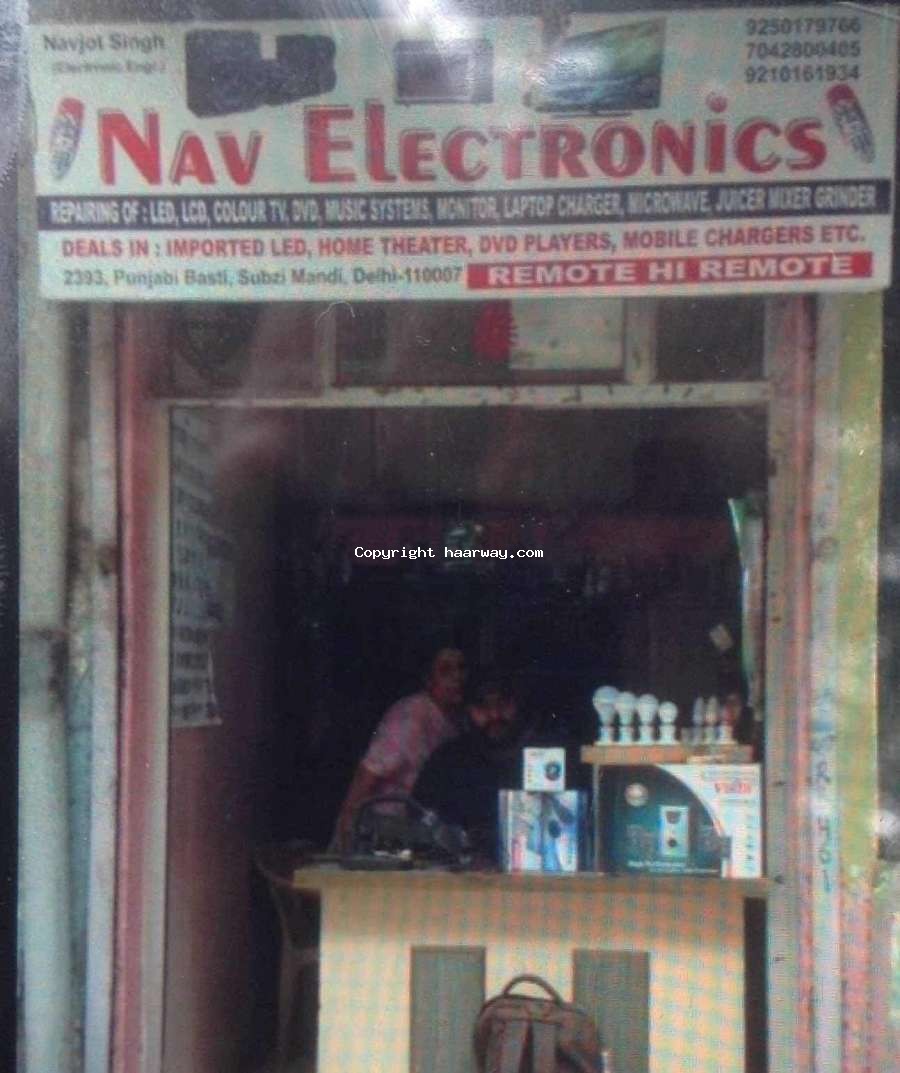 Navjot Singh
(Electronic Engr.)
9250179766
7042800405
9210161934
NAV ELECTRONiCS
REPAIRING OF : LED, LCD, COLOUR TV, DVD, MUSIC SYSTEMS, MONITOR, LAPTOP CHARGER, MICROWAVE, JUICER MIXER GRINDER
DEALS IN : IMPORTED LED, HOME THEATER, DVD PLAYERS, MOBILE CHARGERS ETC.
2393, Punjabi Basti, Subzi Mandi, Delhi-110007
REMOTE HI REMOTE
Copyright haarway.com